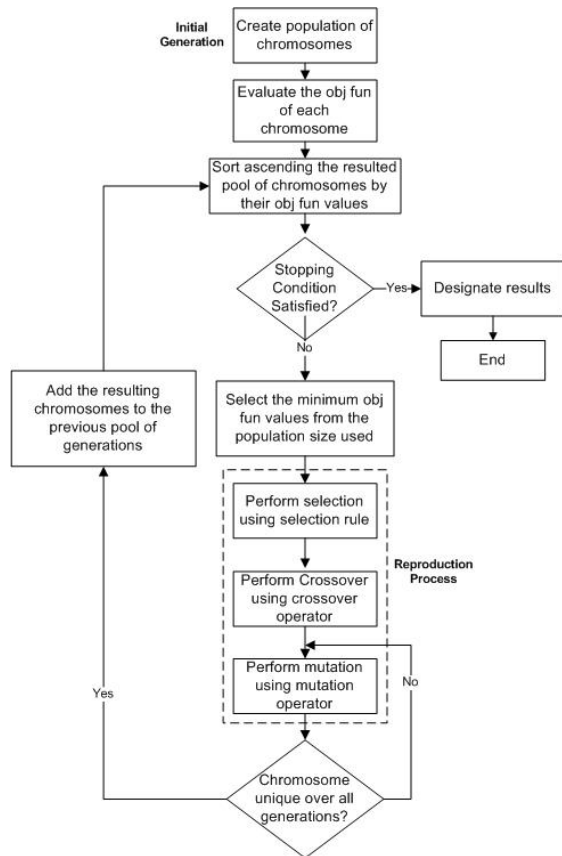 Initial
Generation
Create population of
chromosomes
Evaluate the obj fun
of each
chromosome
Sort ascending the resulted
pool of chromosomes by
their obj fun values
Stopping
Condition
Satisfied?
Yes
Designate results
End
No
Select the minimum obj
fun values from the
population size used
Add the resulting
chromosomes to the
previous pool of
generations
Perform selection
using selection rule
Reproduction
Process
Perform Crossover
using crossover
operator
Perform mutation
using mutation
operator
No
Yes
Chromosome
unique over all
generations?